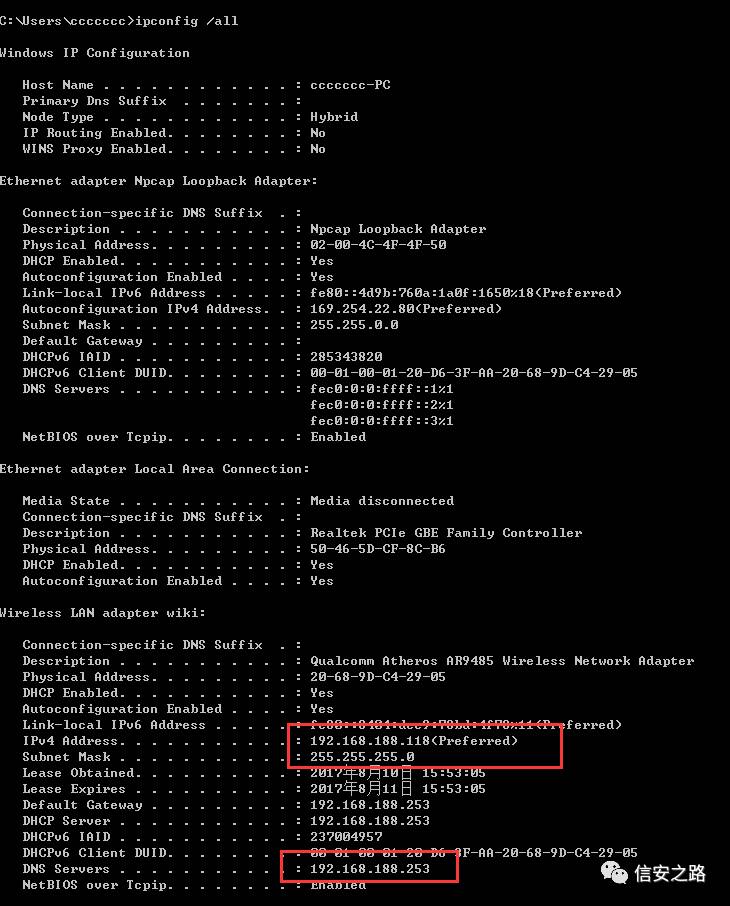 C:\Users\ccccccc>ipconfig /all
Windows IP Configuration
Host Name . . . . . . . . . . . . : ccccccc-PC
Primary Dns Suffix . . . . . . . :
Node Type . . . . . . . . . . . . : Hybrid
IP Routing Enabled. . . . . . . . : No
WINS Proxy Enabled. . . . . . . . : No
Ethernet adapter Npcap Loopback Adapter:
Connection-specific DNS Suffix . :
Description . . . . . . . . . . . : Npcap Loopback Adapter
Physical Address. . . . . . . . . : 02-00-4C-4F-4F-50
DHCP Enabled. . . . . . . . . . . : Yes
Autoconfiguration Enabled . . . . : Yes
Link-local IPv6 Address . . . . . : fe80::4d9b:760a:1a0f:1650%18(Preferred)
Autoconfiguration IPv4 Address. . : 169.254.22.80(Preferred)
Subnet Mask . . . . . . . . . . . : 255.255.0.0
Default Gateway . . . . . . . . . :
DHCPv6 IAID . . . . . . . . . . . : 285343820
DHCPv6 Client DUID. . . . . . . . : 00-01-00-01-20-D6-3F-AA-20-68-9D-C4-29-05
DNS Servers . . . . . . . . . . . : fec0:0:0:ffff::1%1
fec0:0:0:ffff::2%1
fec0:0:0:ffff::3%1
NetBIOS over Tcpip. . . . . . . . : Enabled
Ethernet adapter Local Area Connection:
Media State . . . . . . . . . . . : Media disconnected
Connection-specific DNS Suffix . :
Description . . . . . . . . . . . : Realtek PCIe GBE Family Controller
Physical Address. . . . . . . . . : 50-46-5D-CF-8C-B6
DHCP Enabled. . . . . . . . . . . : Yes
Autoconfiguration Enabled . . . . : Yes
Wireless LAN adapter wiki:
Connection-specific DNS Suffix . :
Description . . . . . . . . . . . : Qualcomm Atheros AR9485 Wireless Network Adapter
Physical Address. . . . . . . . . : 20-68-9D-C4-29-05
DHCP Enabled. . . . . . . . . . . : Yes
Autoconfiguration Enabled . . . . : Yes
Link-local IPv6 Address . . . . . : (Preferred)
IPv4 Address. . . . . . . . . . . : 192.168.188.118(Preferred)
Subnet Mask . . . . . . . . . . . : 255.255.255.0
Lease Obtained. . . . . . . . . . : 2017年8月10日 15:53:05
Lease Expires . . . . . . . . . . : 2017年8月11日 15:53:05
Default Gateway . . . . . . . . . : 192.168.188.253
DHCP Server . . . . . . . . . . . : 192.168.188.253
DHCPv6 IAID . . . . . . . . . . . : 237004957
DHCPv6 Client DUID. . . . . . . . : 00-01-00-01-20-D6-3F-AA-20-68-9D-C4-29-05
DNS Servers . . . . . . . . . . . : 192.168.188.253
NetBIOS over Tcpip. . . . . . . . : Enabled
信安之路